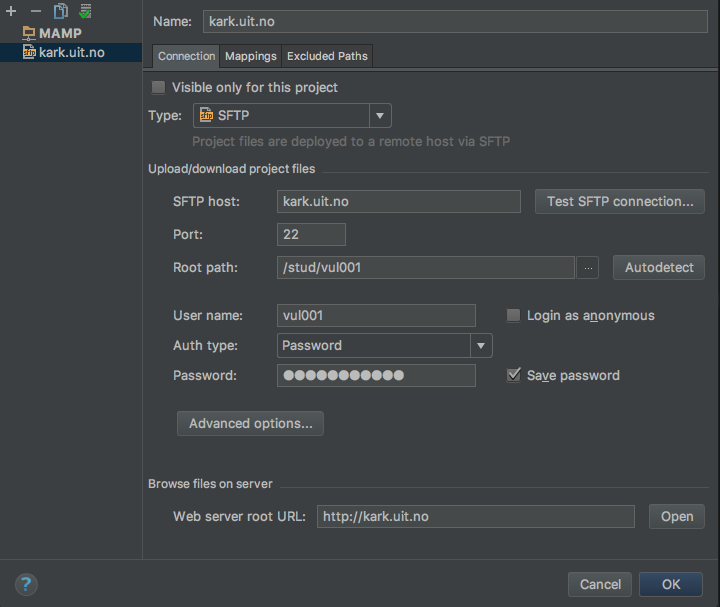 Name: kark.uit.no
MAMP
kark.uit.no
Connection Mappings Excluded Paths
Visible only for this project
Type: SFTP
Project files are deployed to a remote host via SFTP
Upload/download project files
SFTP host: kark.uit.no Test SFTP connection...
Port: 22
Root path: /stud/vul001 ... Autodetect
User name: vul001 Login as anonymous
Auth type: Password
Password: ●●●●●●●●●●● Save password
Advanced options...
Browse files on server
Web server root URL: http://kark.uit.no Open
? Cancel OK